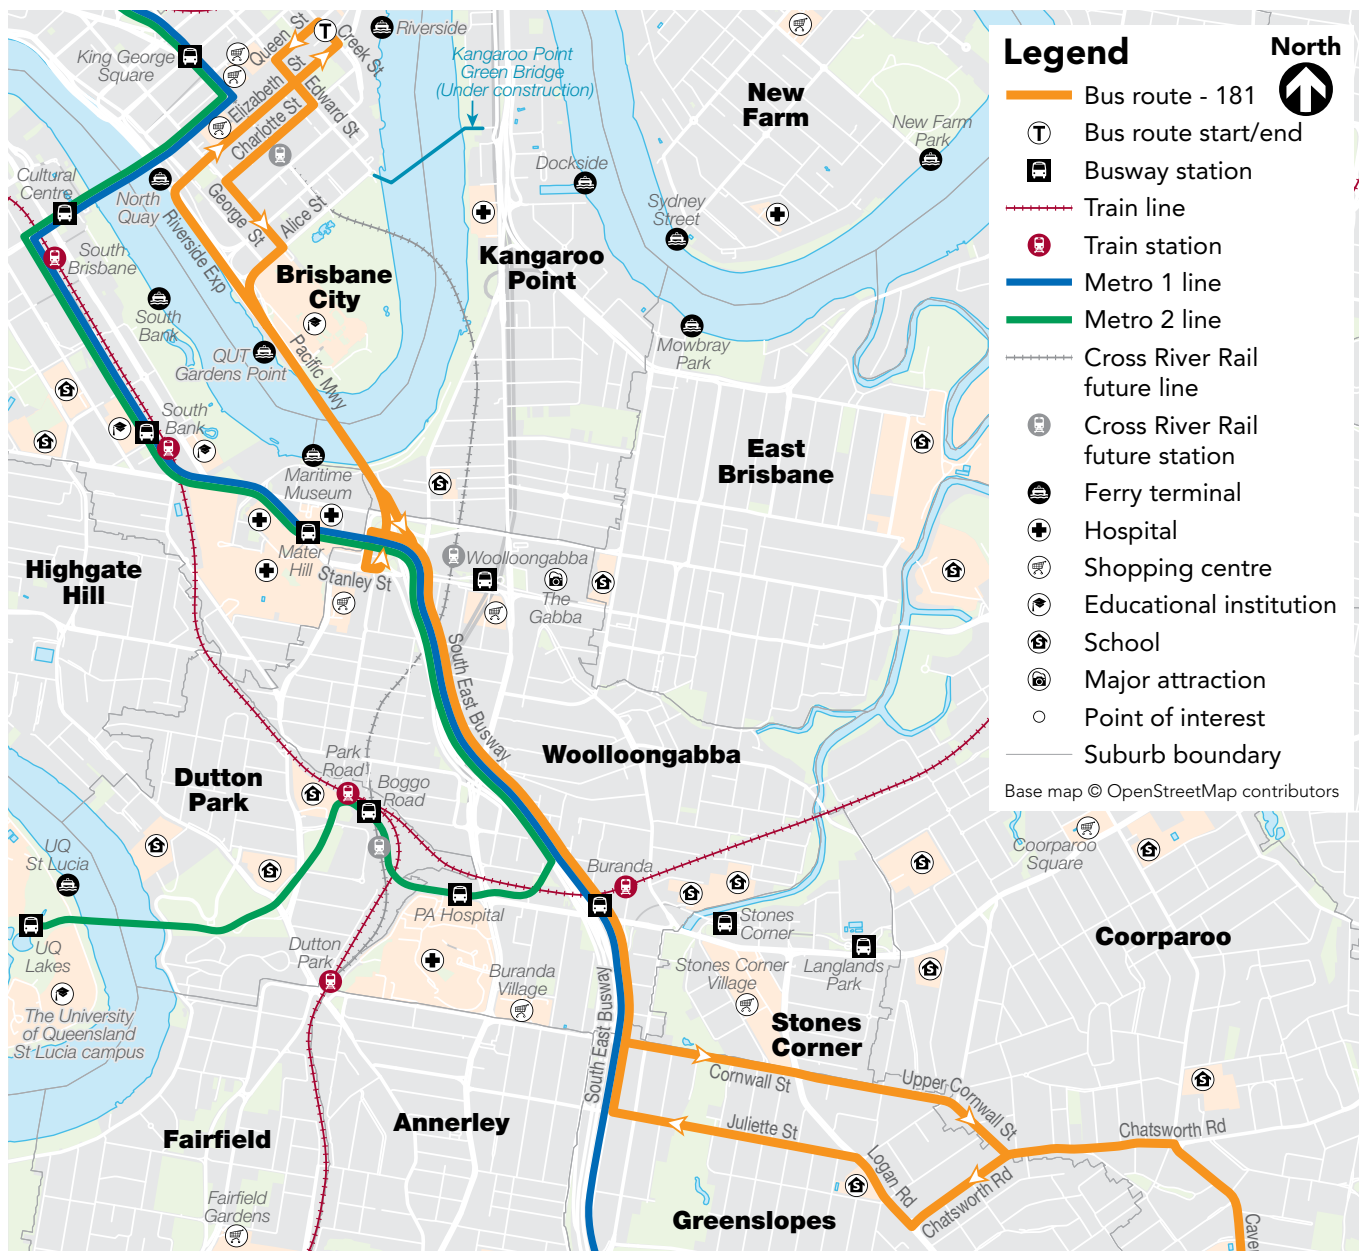 Legend
North
Bus route - 181
T
Bus route start/end
Busway station
Train line
Train station
Metro 1 line
Metro 2 line
Cross River Rail
future line
Cross River Rail
future station
Ferry terminal
Hospital
Shopping centre
Educational institution
School
Major attraction
Point of interest
Suburb boundary
Base map © OpenStreetMap contributors
King George
Square
Queen St
T
Creek St
Riverside
Kangaroo Point
Green Bridge
(Under construction)
New
Farm
New Farm
Park
Elizabeth St
Edward St
Charlotte St
Cultural
Centre
North
Quay
George St
Alice St
Riverside Exp
Dockside
Sydney
Street
South
Brisbane
Brisbane
City
Kangaroo
Point
South
Bank
Mowbray
Park
QUT
Gardens Point
Pacific Mwy
South
Bank
Maritime
Museum
East
Brisbane
Mater
Hill
Stanley St
Woolloongabba
The
Gabba
Highgate
Hill
South East Busway
Woolloongabba
Dutton
Park
Park
Road
Boggo
Road
UQ
St Lucia
Buranda
Coorparoo
Square
PA Hospital
Stones
Corner
UQ
Lakes
Dutton
Park
Buranda
Village
Stones Corner
Village
Langlands
Park
Coorparoo
The University
of Queensland
St Lucia campus
South East Busway
Stones
Corner
Cornwall St
Upper Cornwall St
Fairfield
Annerley
Juliette St
Chatsworth Rd
Logan Rd
Chatsworth Rd
Fairfield
Gardens
Greenslopes
Cave